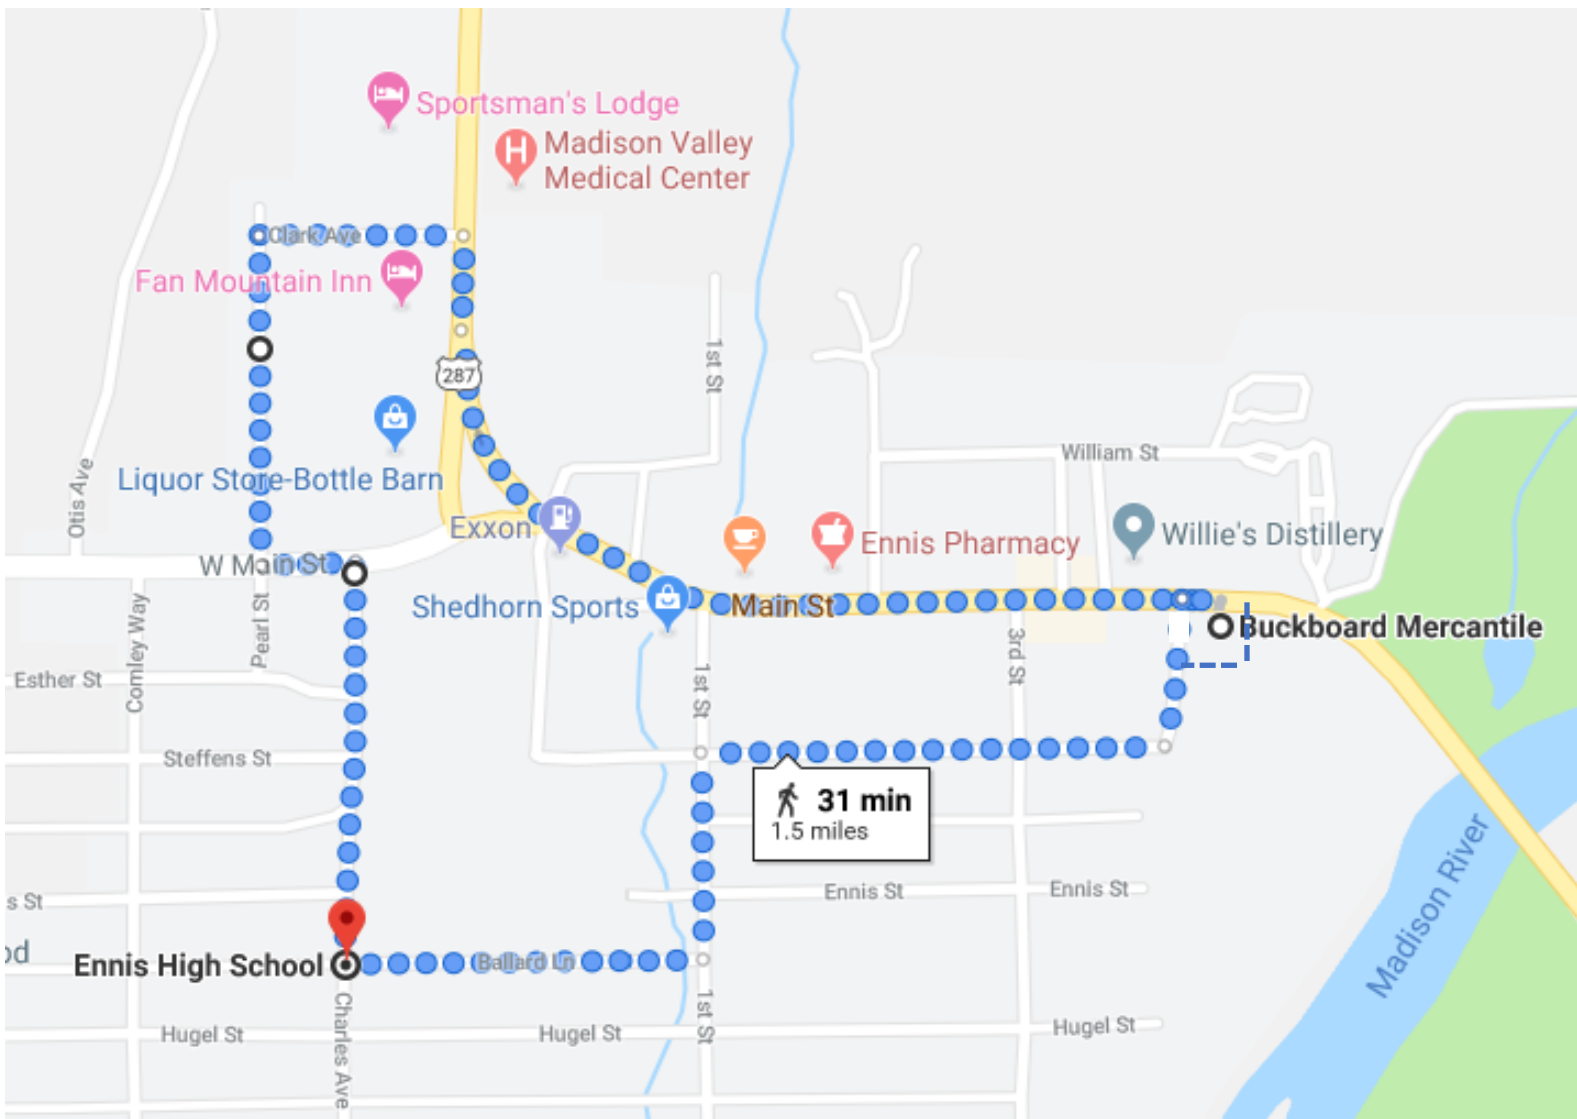 Sportsman's Lodge
H
Madison Valley
Medical Center
Clark Ave
Fan Mountain Inn
287
1st St
Liquor Store-Bottle Barn
Otis Ave
William St
Exxon
Ennis Pharmacy
Willie's Distillery
W Main St
Shedhorn Sports
Main St
Buckboard Mercantile
Pearl St
Comley Way
Esther St
1st St
3rd St
Steffens St
31 min
1.5 miles
s St
Ennis St
Ennis St
Madison River
od
Ennis High School
Ballard Ln
Charles Ave
1st St
Hugel St
Hugel St
Hugel St